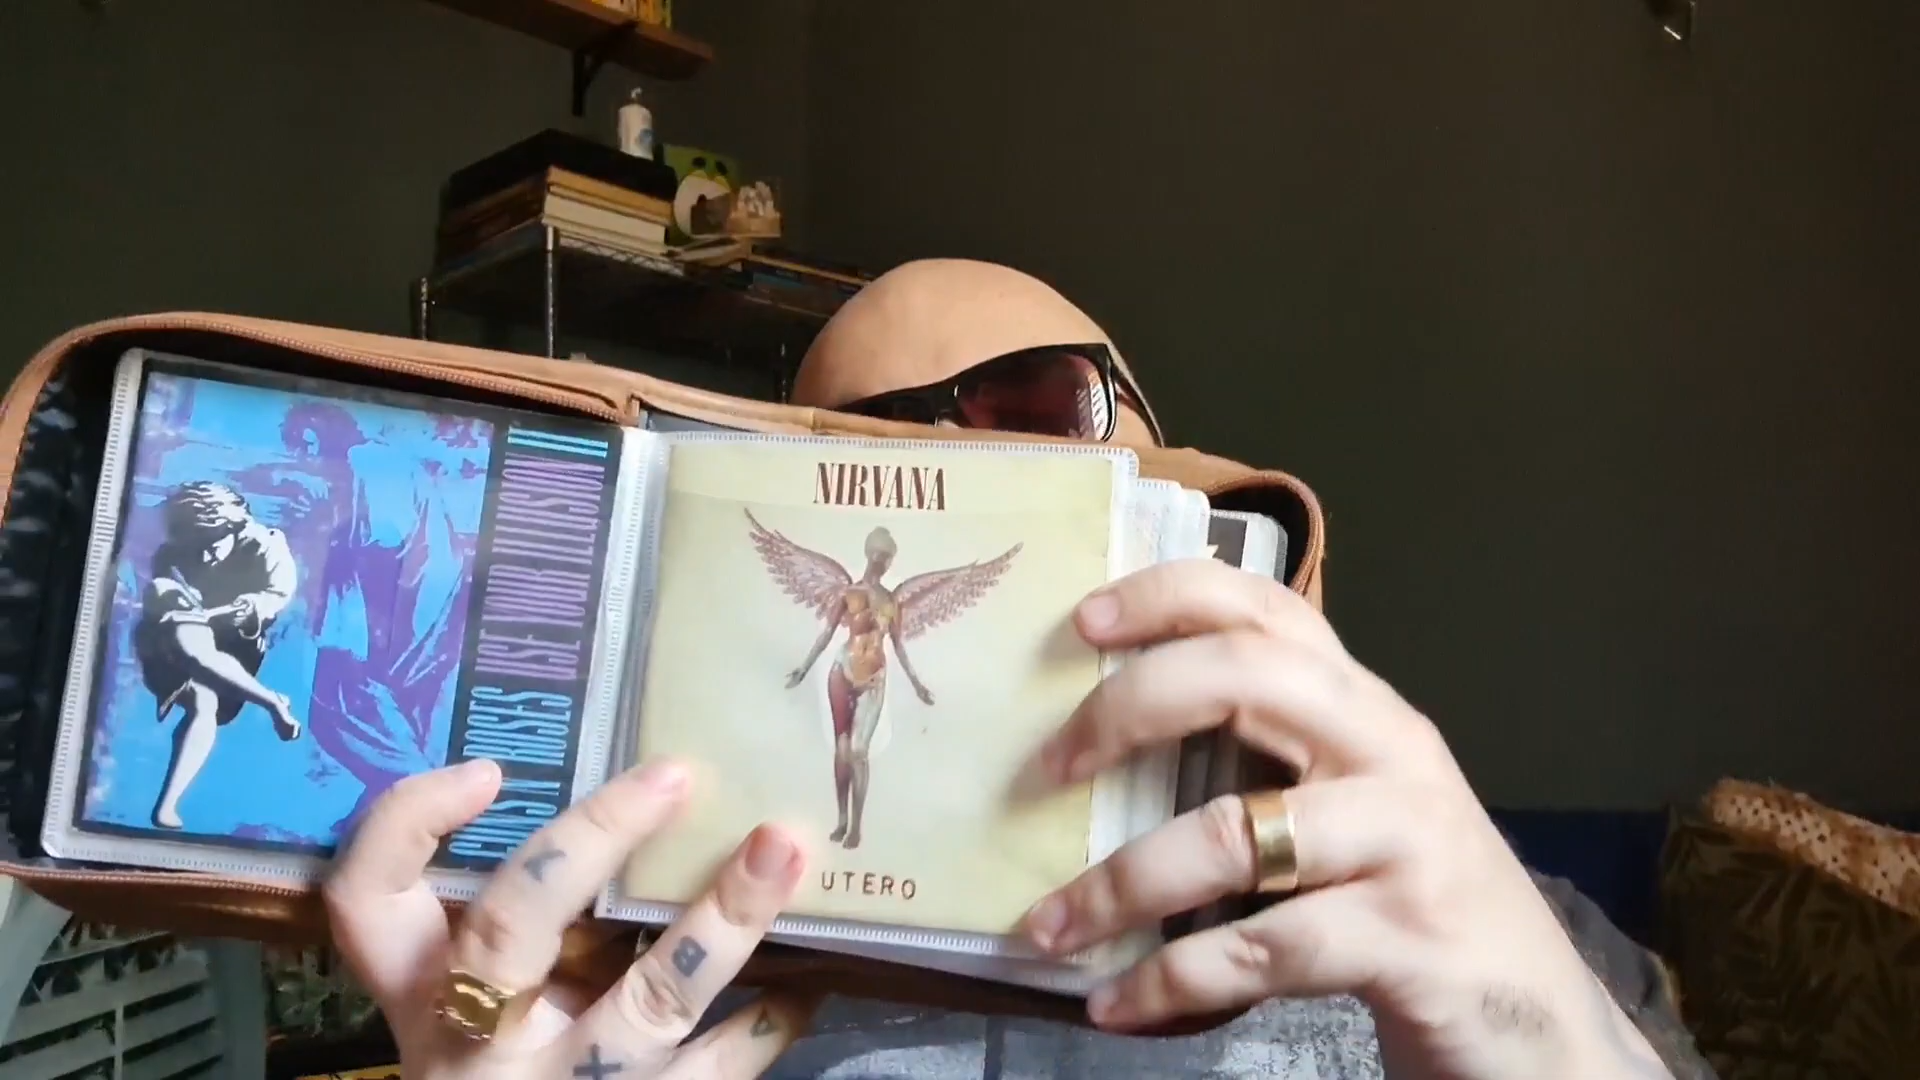 GUNS N' ROSES USE YOUR ILLUSION II
NIRVANA
UTERO